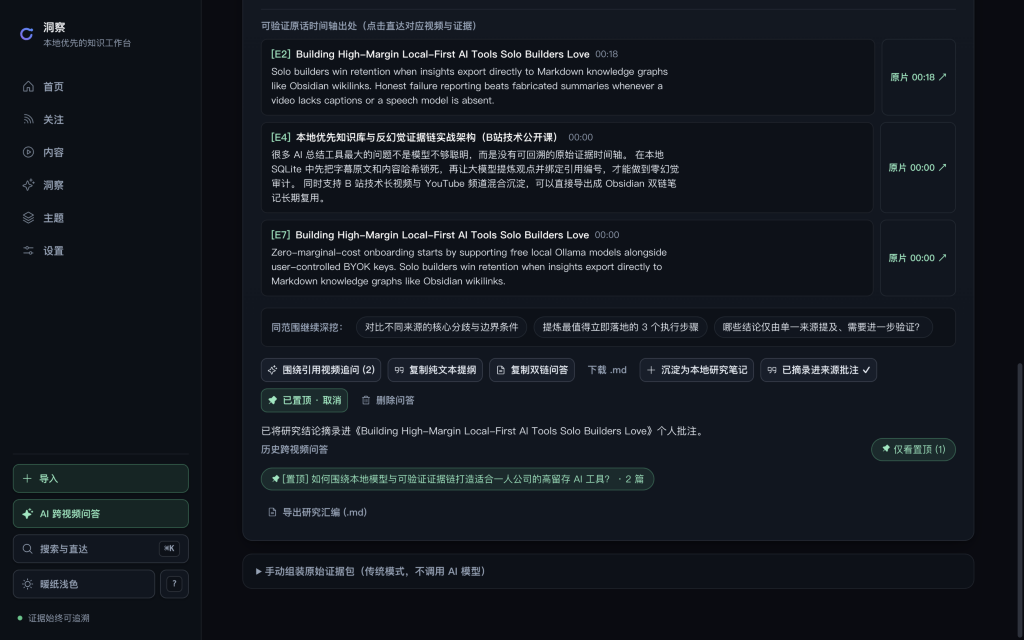 洞察
本地优先的知识工作台
首页
关注
内容
洞察
主题
设置
导入
AI 跨视频问答
搜索与直达 ⌘K
暖纸浅色 ?
证据始终可追溯
可验证原话时间轴出处（点击直达对应视频与证据）
[E2] Building High-Margin Local-First AI Tools Solo Builders Love 00:18
Solo builders win retention when insights export directly to Markdown knowledge graphs
like Obsidian wikilinks. Honest failure reporting beats fabricated summaries whenever a
video lacks captions or a speech model is absent.
原片 00:18 ↗
[E4] 本地优先知识库与反幻觉证据链实战架构（B站技术公开课） 00:00
很多 AI 总结工具最大的问题不是模型不够聪明，而是没有可回溯的原始证据时间轴。 在本地
SQLite 中先把字幕原文和内容哈希锁死，再让大模型提炼观点并绑定引用编号，才能做到零幻觉
审计。 同时支持 B 站技术长视频与 YouTube 频道混合沉淀，可以直接导出成 Obsidian 双链笔
记长期复用。
原片 00:00 ↗
[E7] Building High-Margin Local-First AI Tools Solo Builders Love 00:00
Zero-marginal-cost onboarding starts by supporting free local Ollama models alongside
user-controlled BYOK keys. Solo builders win retention when insights export directly to
Markdown knowledge graphs like Obsidian wikilinks.
原片 00:00 ↗
同范围继续深挖： 对比不同来源的核心分歧与边界条件 提炼最值得立即落地的 3 个执行步骤 哪些结论仅由单一来源提及、需要进一步验证？
围绕引用视频追问 (2) 复制纯文本提纲 复制双链问答 下载 .md 沉淀为本地研究笔记 已摘录进来源批注 ✓
已置顶 · 取消 删除问答
已将研究结论摘录进《Building High-Margin Local-First AI Tools Solo Builders Love》个人批注。
历史跨视频问答
仅看置顶 (1)
[置顶] 如何围绕本地模型与可验证证据链打造适合一人公司的高留存 AI 工具？ · 2 篇
导出研究汇编 (.md)
▶ 手动组装原始证据包（传统模式，不调用 AI 模型）